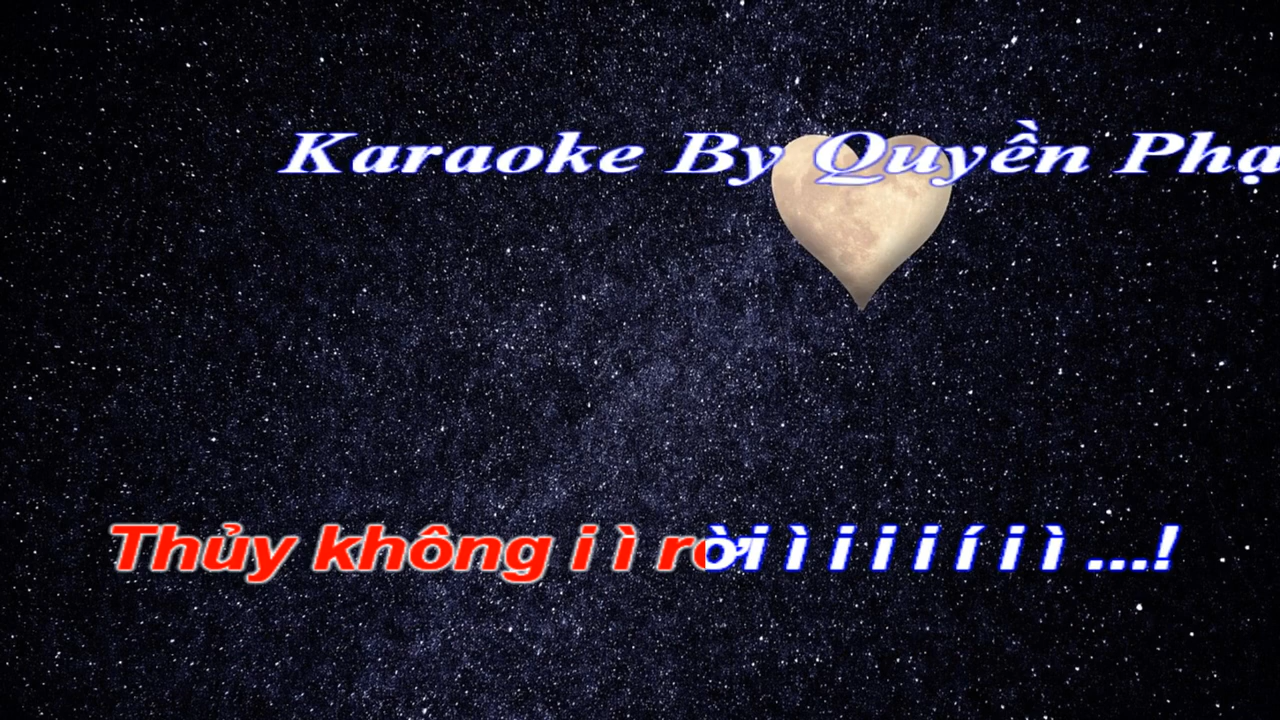 Karaoke By Quyền Phạ
Thủy không i ì rời ì i i i í i ì ...!